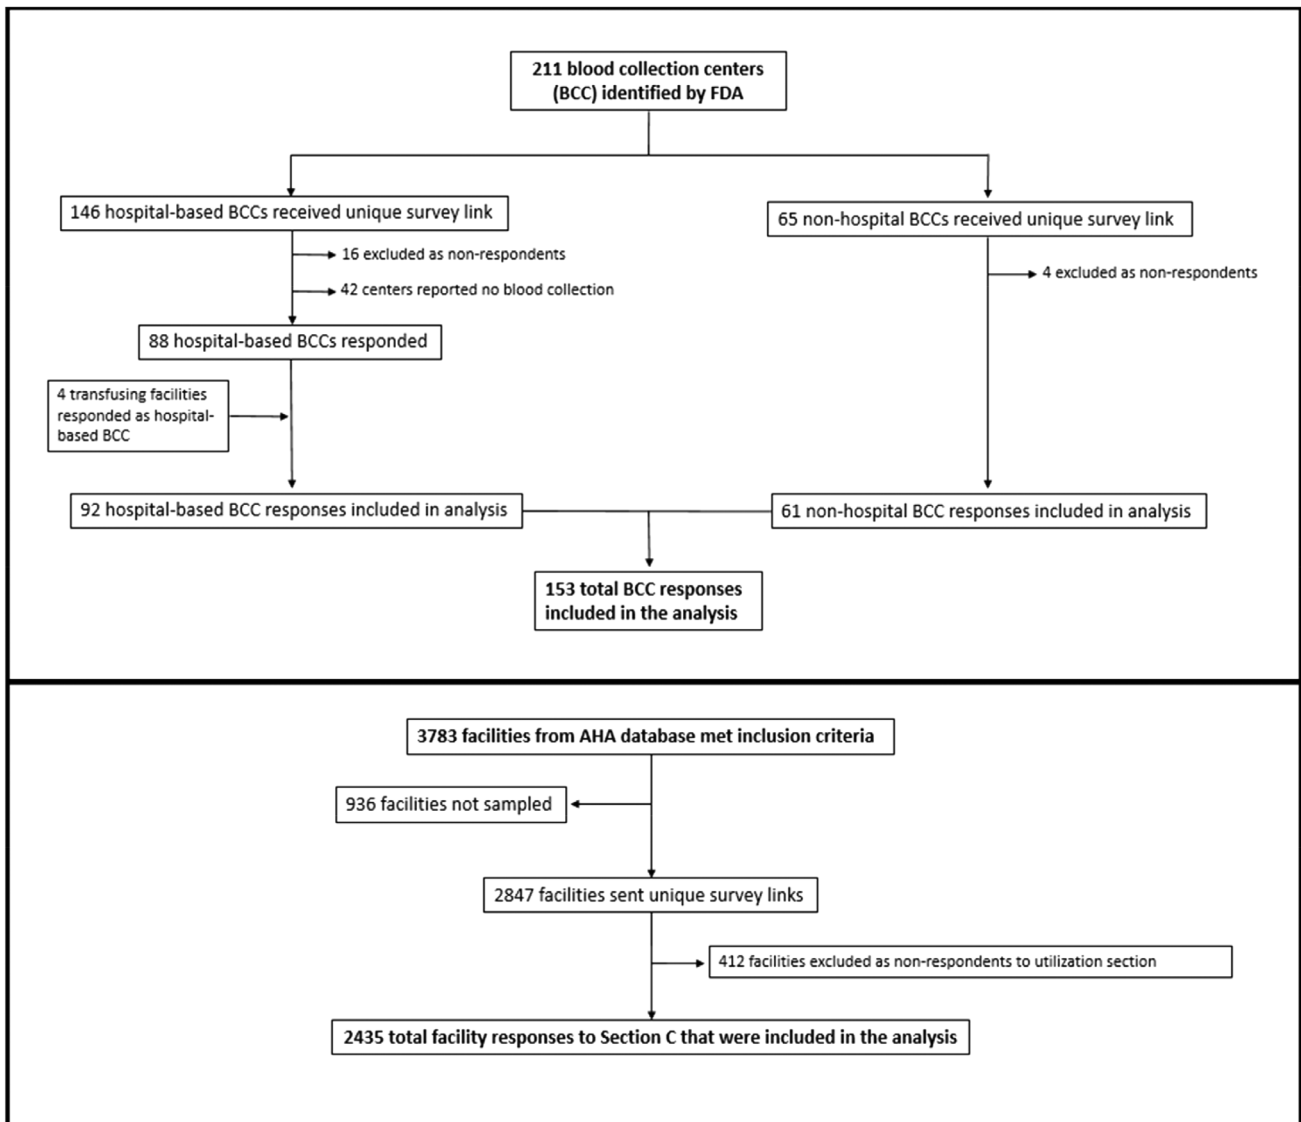 211 blood collection centers
(BCC) identified by FDA
146 hospital-based BCCs received unique survey link
65 non-hospital BCCs received unique survey link
16 excluded as non-respondents
4 excluded as non-respondents
42 centers reported no blood collection
88 hospital-based BCCs responded
4 transfusing facilities
responded as hospital-
based BCC
92 hospital-based BCC responses included in analysis
61 non-hospital BCC responses included in analysis
153 total BCC responses
included in the analysis
3783 facilities from AHA database met inclusion criteria
936 facilities not sampled
2847 facilities sent unique survey links
412 facilities excluded as non-respondents to utilization section
2435 total facility responses to Section C that were included in the analysis